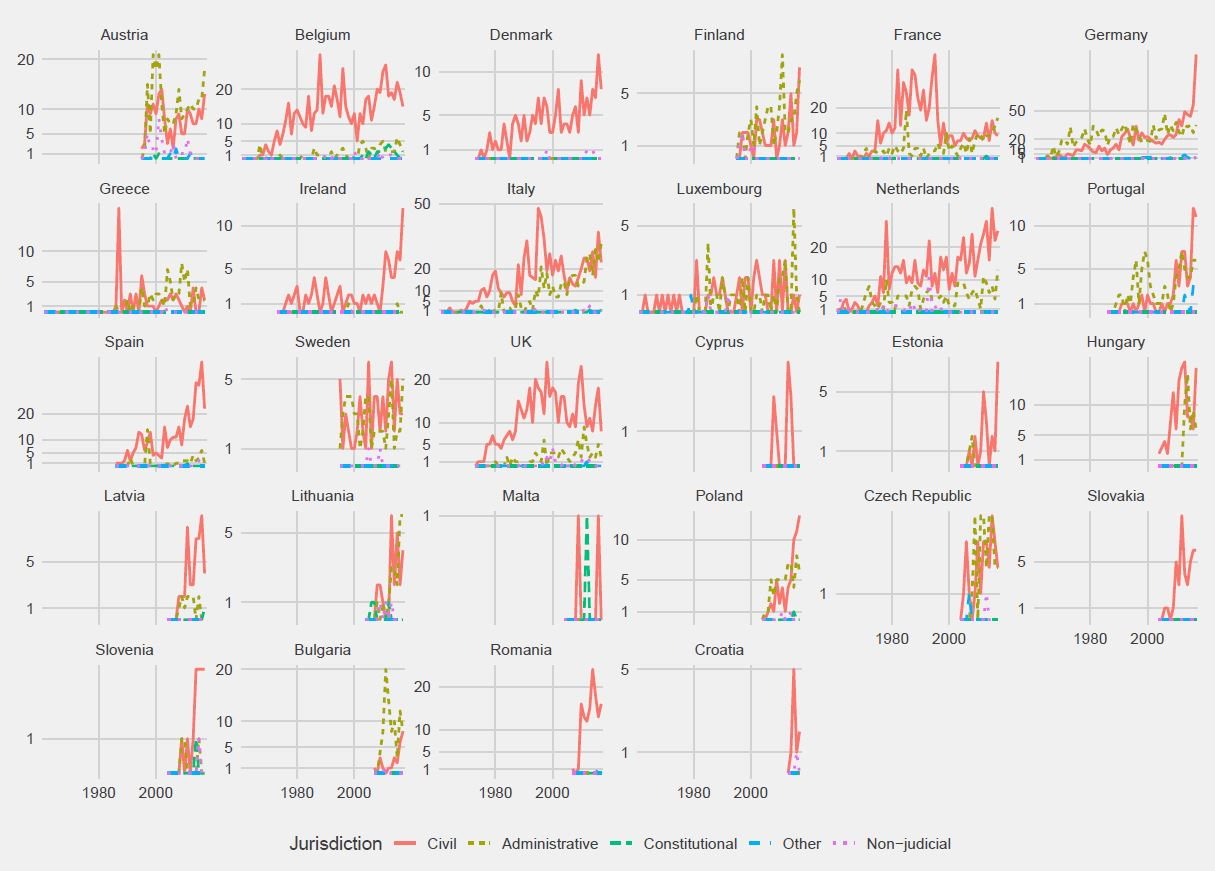 Austria Belgium Denmark Finland France Germany
20 10 5 1
20 10 5 1
10 5 1
5 1
20 10 5 1
50 20 10 5 1
Greece Ireland Italy Luxembourg Netherlands Portugal
10 5 1
10 5 1
50 20 10 5 1
5 1
20 10 5 1
10 5 1
Spain Sweden UK Cyprus Estonia Hungary
20 10 5 1
5 1
20 10 5 1
1
5 1
10 5 1
Latvia Lithuania Malta Poland Czech Republic Slovakia
5 1
5 1
1
10 5 1
1
5 1
1980 2000 1980 2000
Slovenia Bulgaria Romania Croatia
1
20 10 5 1
20 10 5 1
5 1
1980 2000 1980 2000 1980 2000 1980 2000
Jurisdiction Civil Administrative Constitutional Other Non−judicial